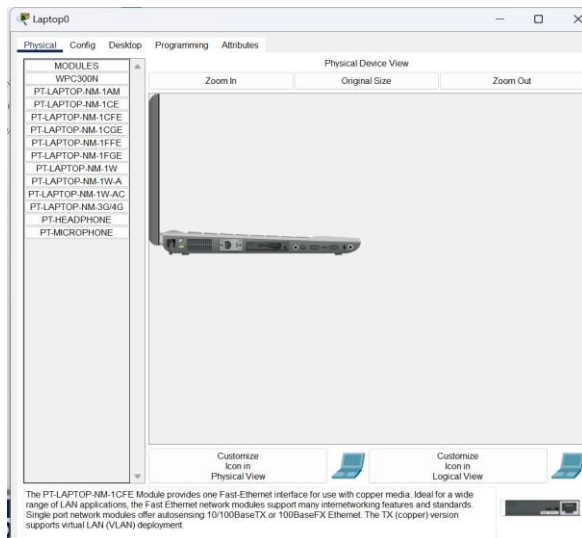 Laptop0
Physical Config Desktop Programming Attributes
MODULES
WPC300N
PT-LAPTOP-NM-1AM
PT-LAPTOP-NM-1CE
PT-LAPTOP-NM-1CFE
PT-LAPTOP-NM-1CGE
PT-LAPTOP-NM-1FFE
PT-LAPTOP-NM-1FGE
PT-LAPTOP-NM-1W
PT-LAPTOP-NM-1W-A
PT-LAPTOP-NM-1W-AC
PT-LAPTOP-NM-3G/4G
PT-HEADPHONE
PT-MICROPHONE
Physical Device View
Zoom In Original Size Zoom Out
Customize
Icon in
Physical View
Customize
Icon in
Logical View
The PT-LAPTOP-NM-1CFE Module provides one Fast-Ethernet interface for use with copper media. Ideal for a wide
range of LAN applications, the Fast Ethernet network modules support many internetworking features and standards.
Single port network modules offer autosensing 10/100BaseTX or 100BaseFX Ethernet. The TX (copper) version
supports virtual LAN (VLAN) deployment.